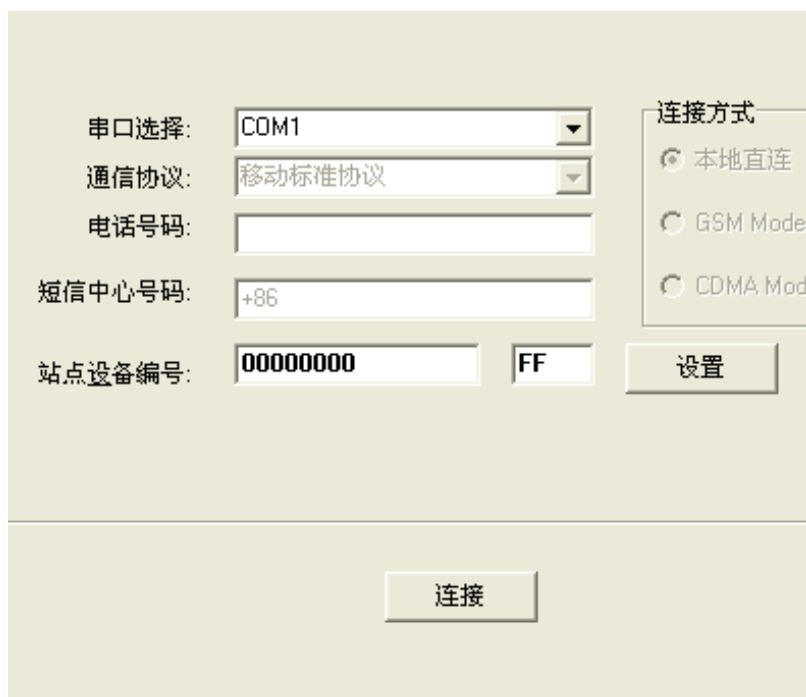 串口选择: COM1
连接方式
本地直连
通信协议: 移动标准协议
电话号码:
GSM Mode
短信中心号码: +86
CDMA Mod
站点设备编号: 00000000 FF 设置
连接